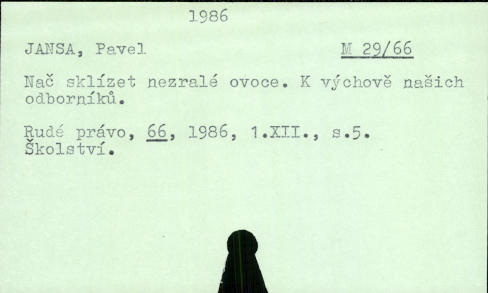 1986
JANSA, Pavel M 29/66
Nač sklízet nezralé ovoce. K výchově našich
odborníků.
Rudé právo, 66, 1986, 1.XII., s.5.
Školství.